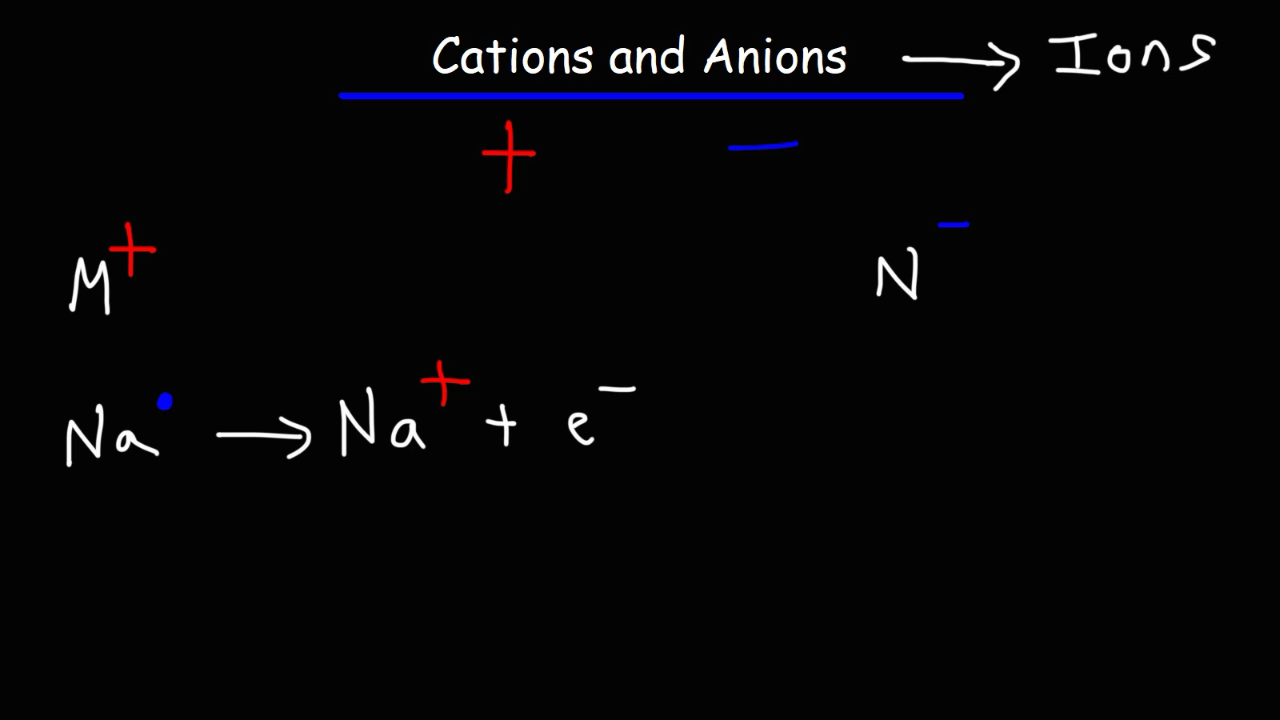 Cations and Anions → Ions
+ −
M⁺ N⁻
Na• → Na⁺ + e⁻